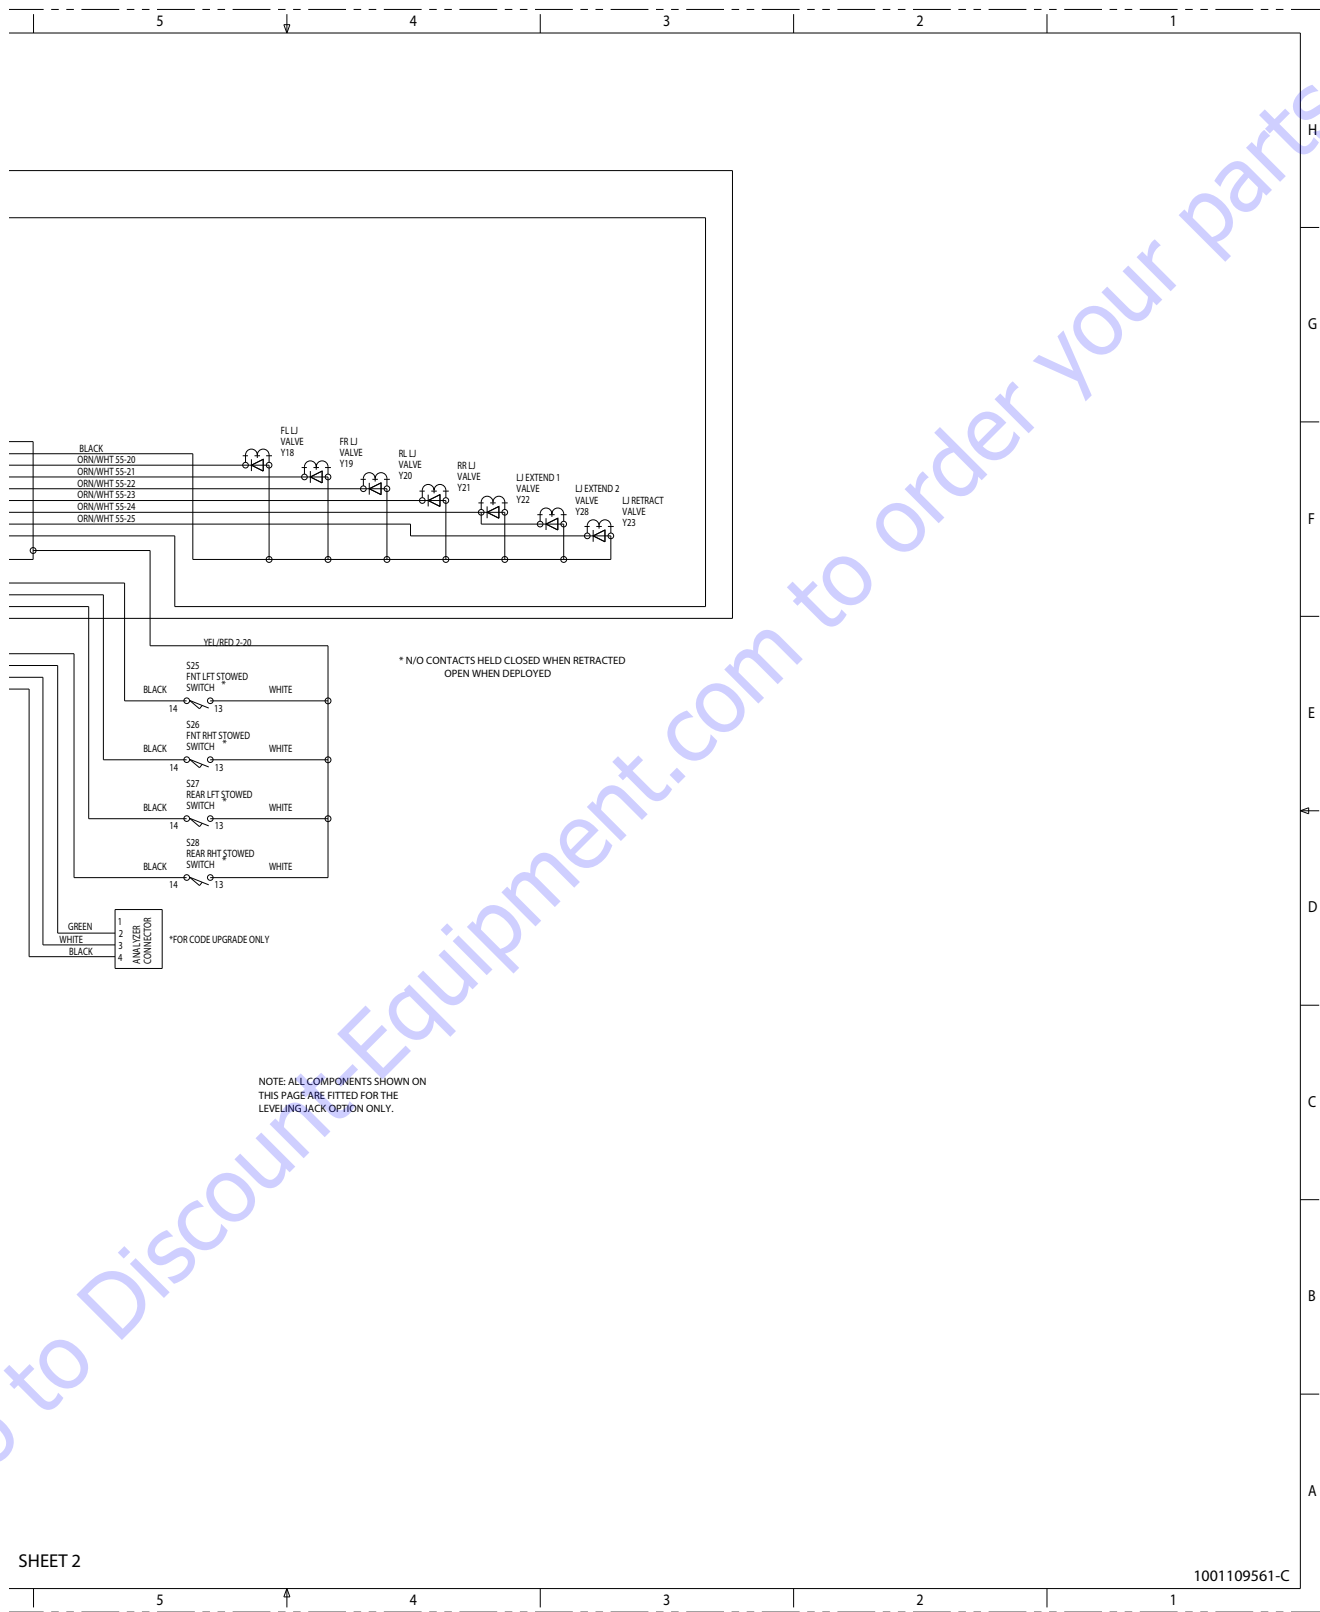 5 4 3 2 1
H
G
F
E
D
C
B
A
BLACK
ORN/WHT 55-20
ORN/WHT 55-21
ORN/WHT 55-22
ORN/WHT 55-23
ORN/WHT 55-24
ORN/WHT 55-25
FL LJ
VALVE
Y18
FR LJ
VALVE
Y19
RL LJ
VALVE
Y20
RR LJ
VALVE
Y21
LJ EXTEND 1
VALVE
Y22
LJ EXTEND 2
VALVE
Y28
LJ RETRACT
VALVE
Y23
YEL/RED 2-20
* N/O CONTACTS HELD CLOSED WHEN RETRACTED
OPEN WHEN DEPLOYED
S25
FNT LFT STOWED
SWITCH *
BLACK WHITE
14 13
S26
FNT RHT STOWED
SWITCH *
BLACK WHITE
14 13
S27
REAR LFT STOWED
SWITCH *
BLACK WHITE
14 13
S28
REAR RHT STOWED
SWITCH *
BLACK WHITE
14 13
GREEN
WHITE
BLACK
1
2
3
4
ANALYZER
CONNECTOR
*FOR CODE UPGRADE ONLY
NOTE: ALL COMPONENTS SHOWN ON
THIS PAGE ARE FITTED FOR THE
LEVELING JACK OPTION ONLY.
to Discount-Equipment.com to order your parts
SHEET 2
1001109561-C
5 4 3 2 1